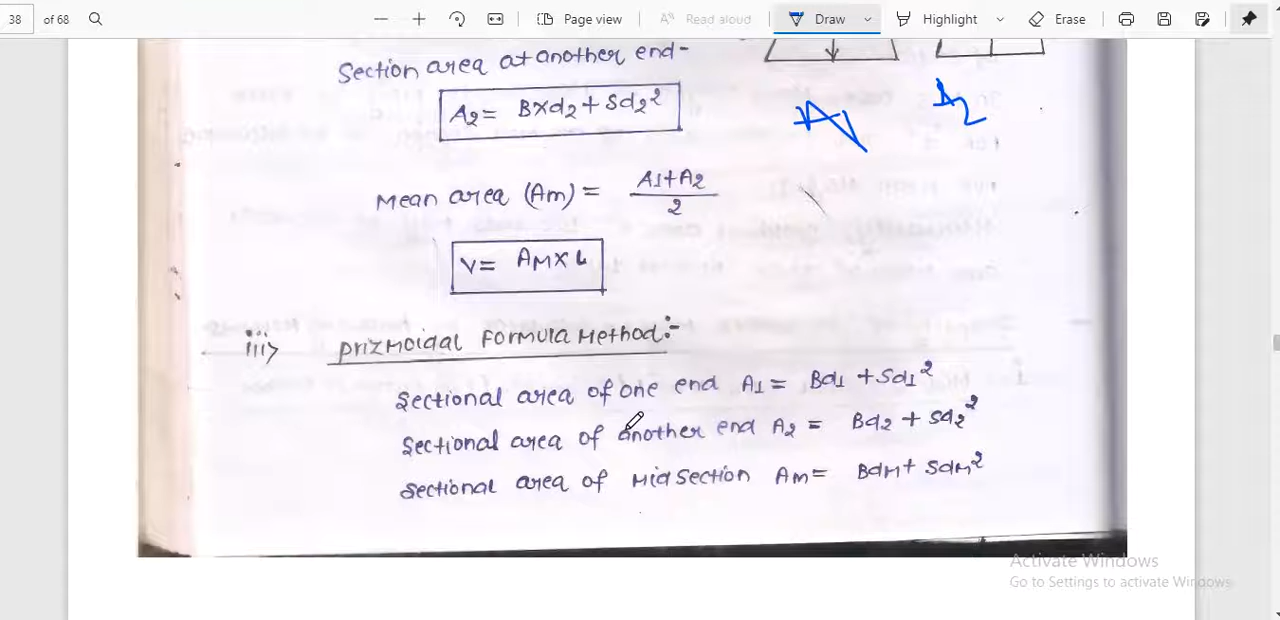 38 of 68
Page view
Read aloud
Draw
Highlight
Erase
Section area at another end-
A2= B×d2+Sd2²
A1
A2
Mean area (Am) = A1+A2
2
V= AM×L
iii> Prizmoidal Formula Method:-
Sectional area of one end A1= Bd1 +Sd1²
Sectional area of another end A2 = Bd2 + Sd2²
Sectional area of Midsection Am= BdM+ SdM²
Activate Windows
Go to Settings to activate Windows